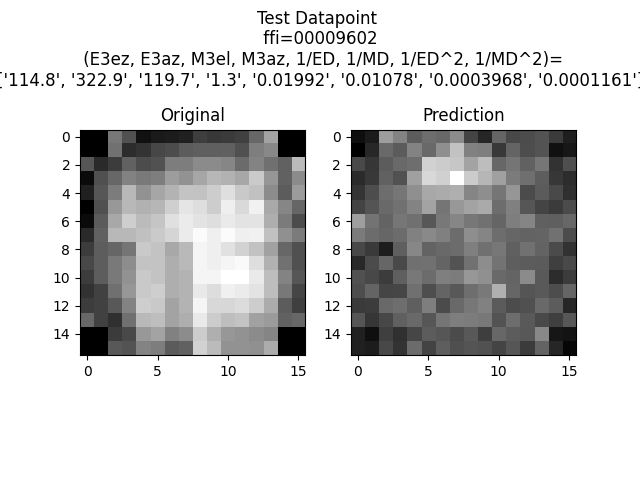 Test Datapoint
ffi=00009602
(E3ez, E3az, M3el, M3az, 1/ED, 1/MD, 1/ED^2, 1/MD^2)=
['114.8', '322.9', '119.7', '1.3', '0.01992', '0.01078', '0.0003968', '0.0001161']
Original Prediction
0 0
2 2
4 4
6 6
8 8
10 10
12 12
14 14
0 5 10 15 0 5 10 15